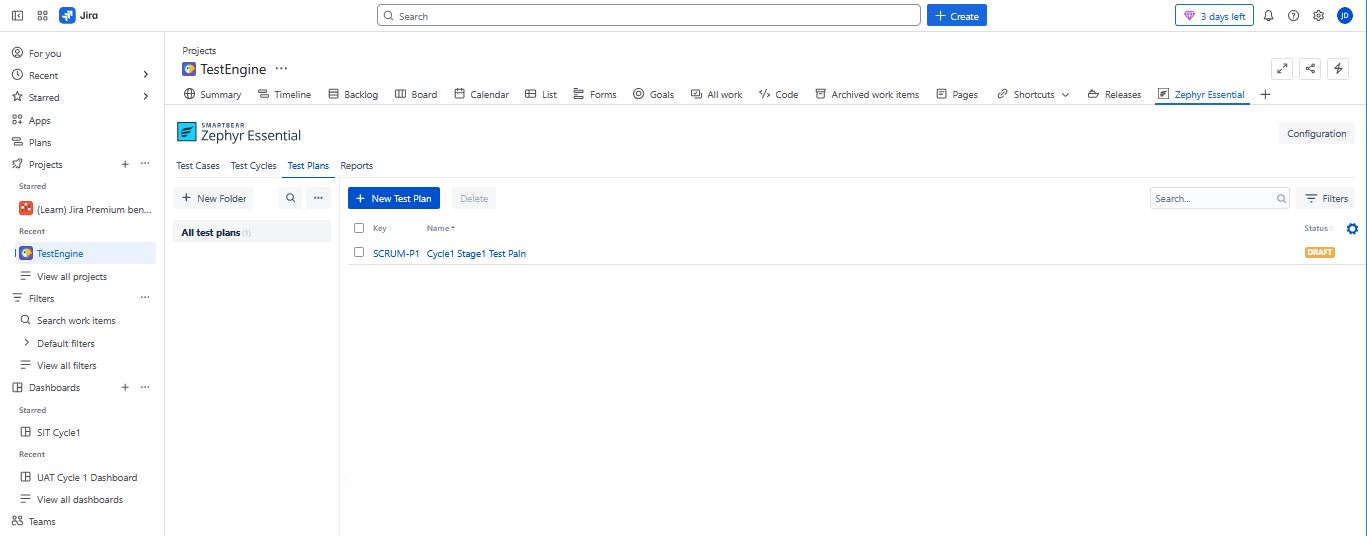 Jira
Search
Create
3 days left
JD
For you
Recent
Starred
Apps
Plans
Projects
Starred
(Learn) Jira Premium ben...
Recent
TestEngine
View all projects
Filters
Search work items
Default filters
View all filters
Dashboards
Starred
SIT Cycle1
Recent
UAT Cycle 1 Dashboard
View all dashboards
Teams
Projects
TestEngine
Summary Timeline Backlog Board Calendar List Forms Goals All work Code Archived work items Pages Shortcuts Releases Zephyr Essential
SMARTBEAR
Zephyr Essential
Configuration
Test Cases Test Cycles Test Plans Reports
New Folder
All test plans (1)
New Test Plan Delete Search... Filters
Key Name Status
SCRUM-P1 Cycle1 Stage1 Test Paln DRAFT